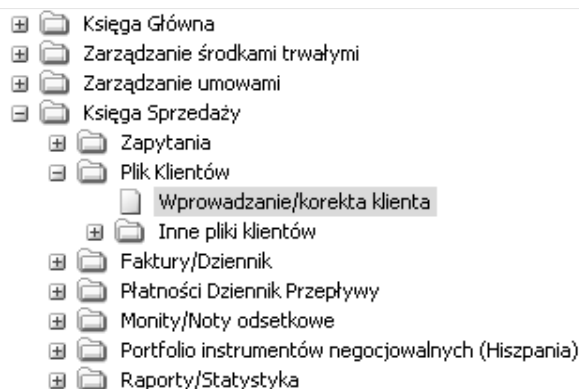 Księga Główna
Zarządzanie środkami trwałymi
Zarządzanie umowami
Księga Sprzedaży
Zapytania
Plik Klientów
Wprowadzanie/korekta klienta
Inne pliki klientów
Faktury/Dziennik
Płatności Dziennik Przepływy
Monity/Noty odsetkowe
Portfolio instrumentów negocjowalnych (Hiszpania)
Raporty/Statystyka